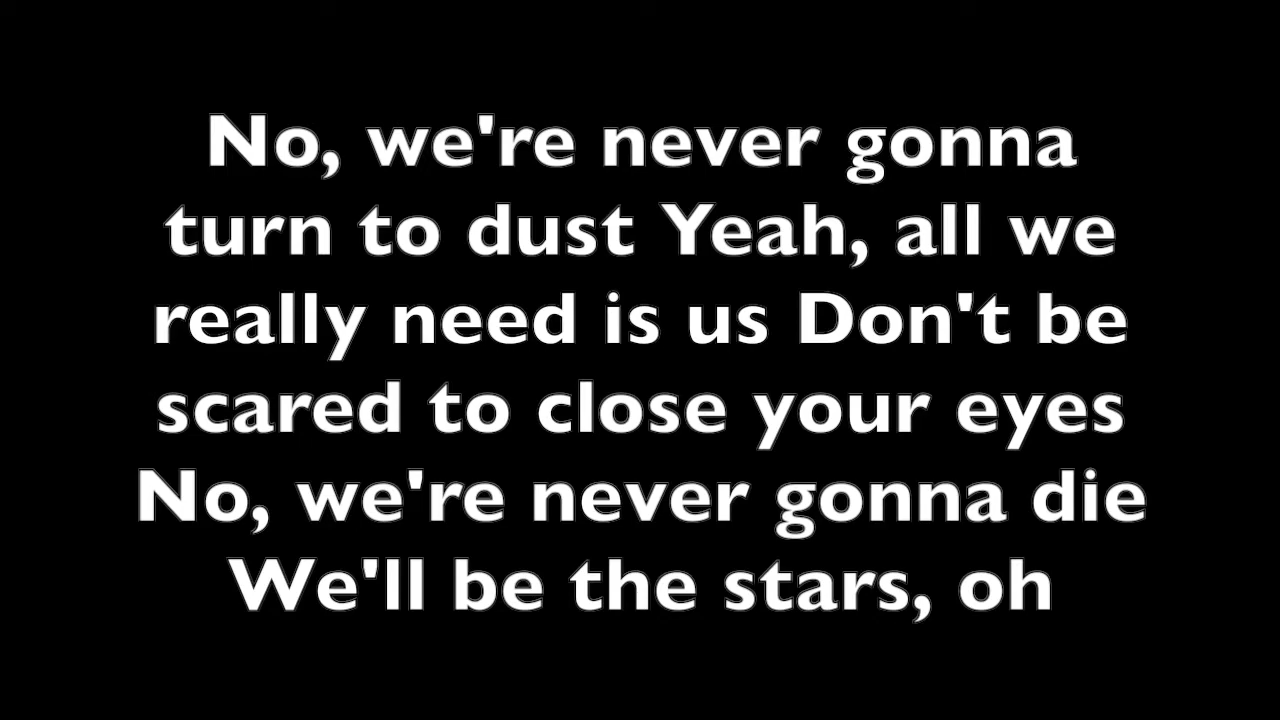 No, we're never gonna
turn to dust Yeah, all we
really need is us Don't be
scared to close your eyes
No, we're never gonna die
We'll be the stars, oh